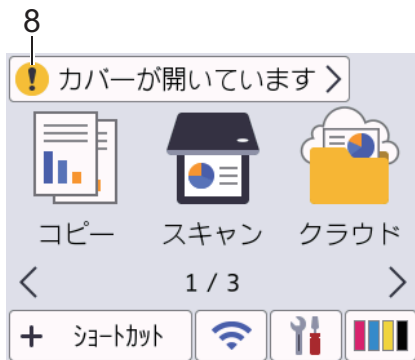 8
カバーが開いています
コピー スキャン クラウド
1 / 3
+ ショートカット